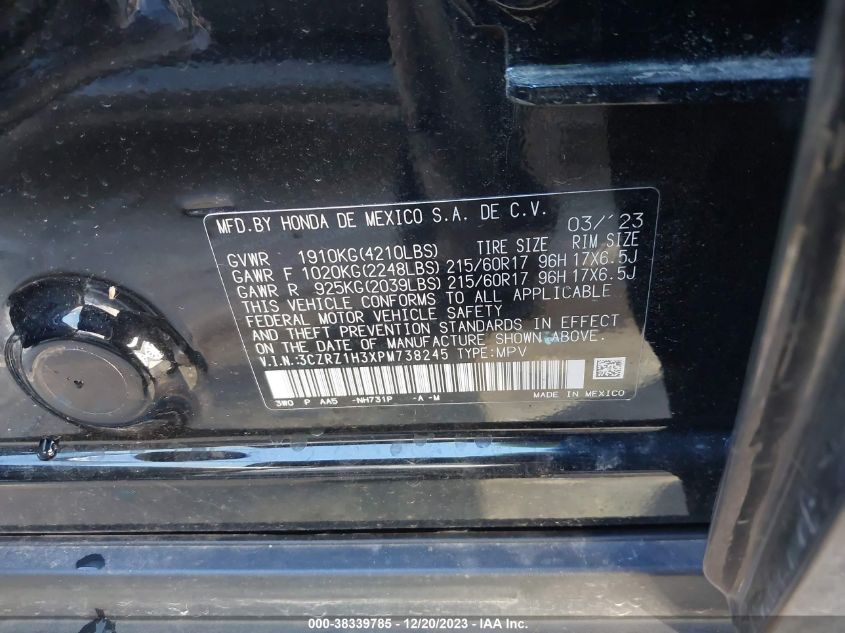 MFD.BY HONDA DE MEXICO S.A. DE C.V. 03/'23
TIRE SIZE RIM SIZE
GVWR 1910KG(4210LBS)
GAWR F 1020KG(2248LBS) 215/60R17 96H 17X6.5J
GAWR R 925KG(2039LBS) 215/60R17 96H 17X6.5J
THIS VEHICLE CONFORMS TO ALL APPLICABLE
FEDERAL MOTOR VEHICLE SAFETY
AND THEFT PREVENTION STANDARDS IN EFFECT
ON THE DATE OF MANUFACTURE SHOWN ABOVE.
V.I.N.:3CZRZ1H3XPM738245 TYPE:MPV
3W0 P AA5 -NH731P -A -M MADE IN MEXICO
000-38339785 - 12/20/2023 - IAA Inc.